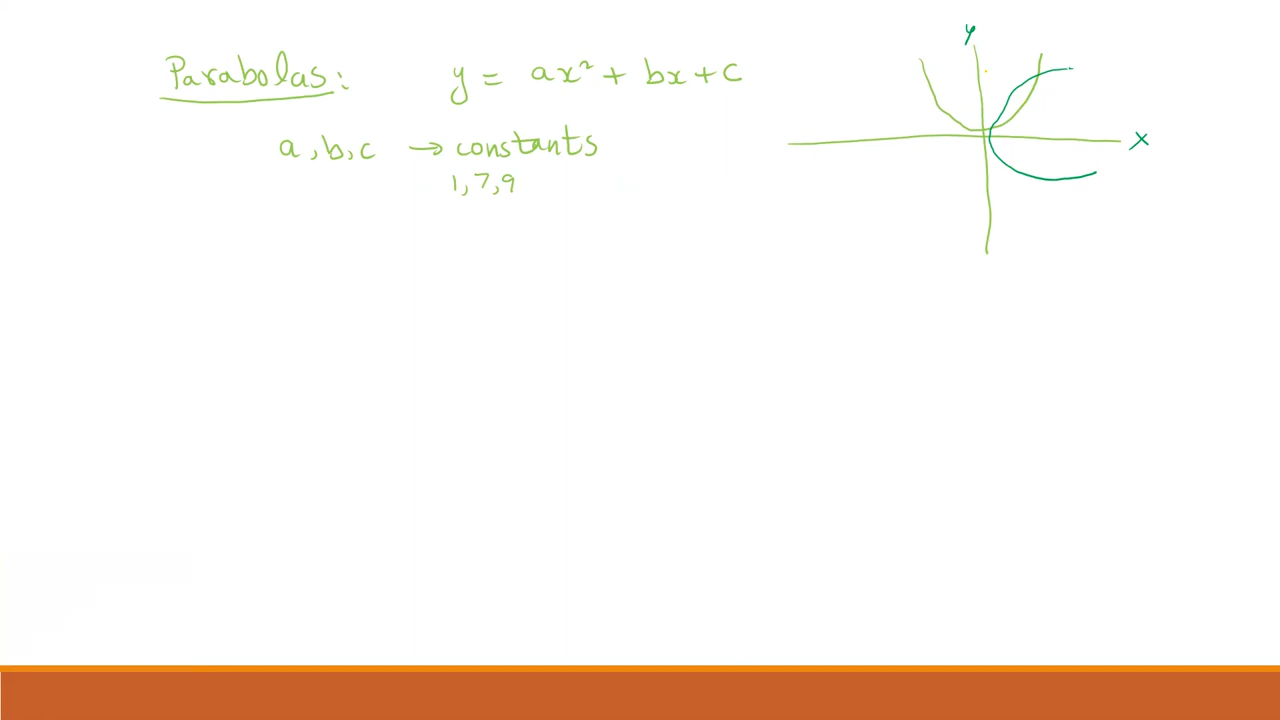 Parabolas: y = ax² + bx + c
a, b, c → constants
1, 7, 9
y
x